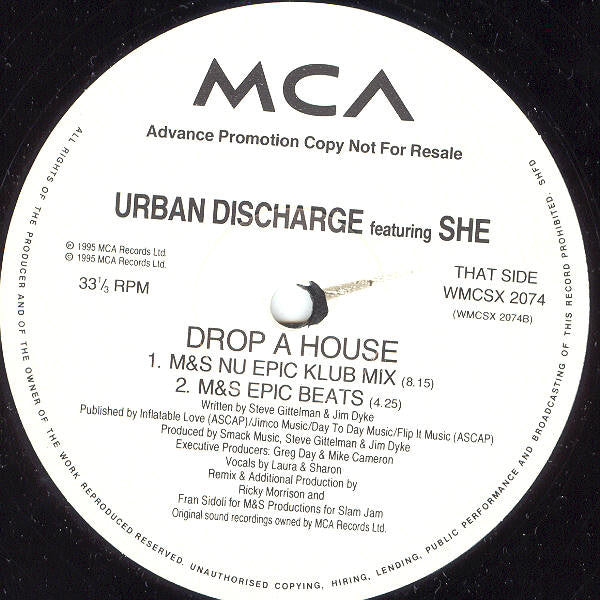 MCA
Advance Promotion Copy Not For Resale
URBAN DISCHARGE featuring SHE
℗ 1995 MCA Records Ltd.
© 1995 MCA Records Ltd.
33⅓ RPM
THAT SIDE
WMCSX 2074
(WMCSX 2074B)
DROP A HOUSE
1. M&S NU EPIC KLUB MIX (8.15)
2. M&S EPIC BEATS (4.25)
Written by Steve Gittelman & Jim Dyke
Published by Inflatable Love (ASCAP)/Jimco Music/Day To Day Music/Flip It Music (ASCAP)
Produced by Smack Music, Steve Gittelman & Jim Dyke
Executive Producers: Greg Day & Mike Cameron
Vocals by Laura & Sharon
Remix & Additional Production by
Ricky Morrison and
Fran Sidoli for M&S Productions for Slam Jam
Original sound recordings owned by MCA Records Ltd.
ALL RIGHTS OF THE PRODUCER AND OF THE OWNER OF THE WORK REPRODUCED RESERVED. UNAUTHORISED COPYING, HIRING, LENDING, PUBLIC PERFORMANCE AND BROADCASTING OF THIS RECORD PROHIBITED. SHFD